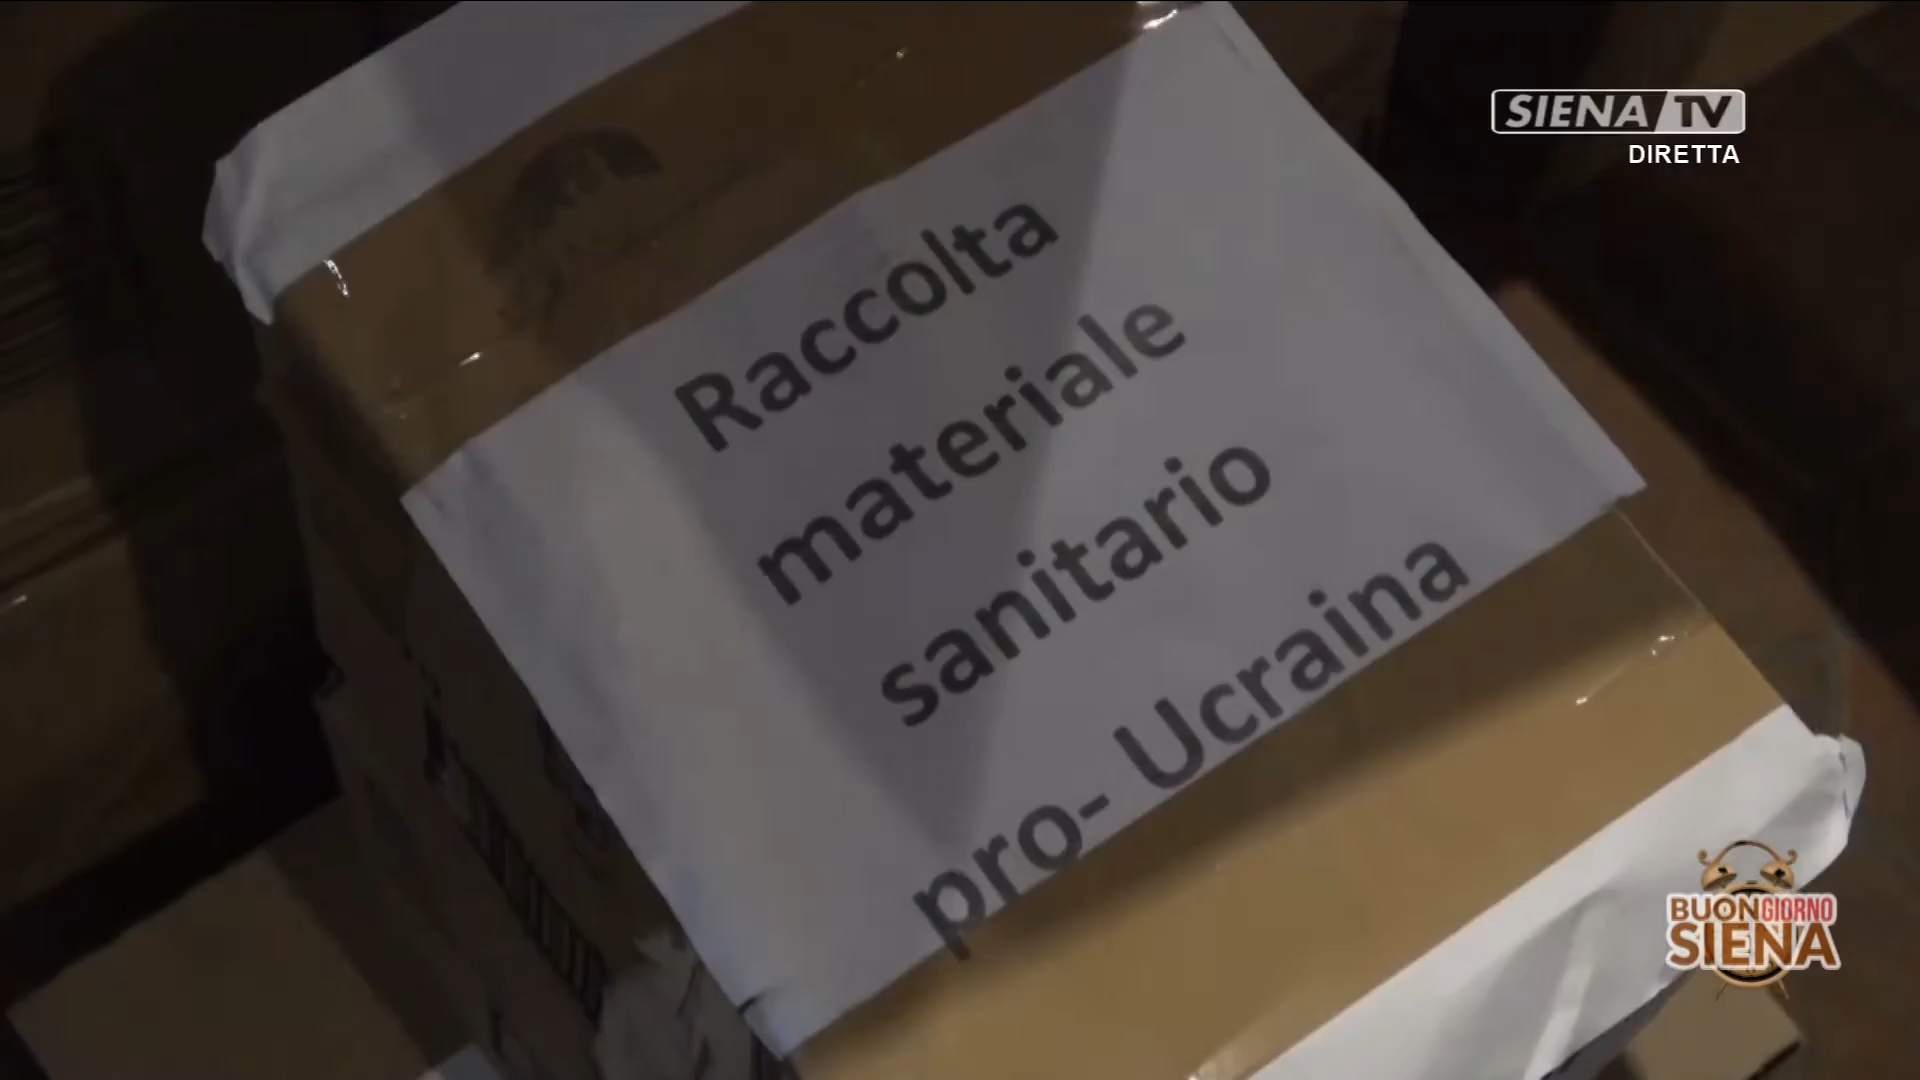 SIENA TV
DIRETTA
Raccolta
materiale
sanitario
pro- Ucraina
BUONGIORNO
SIENA